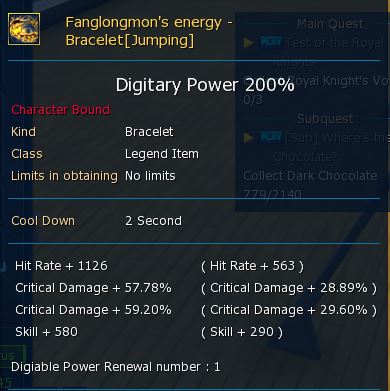 Fanglongmon's energy -
Bracelet[Jumping]
Main Quest
PLAY Test of the Royal
Knights
Royal Knight's Vo
0/3
Digitary Power 200%
Character Bound
Subquest
Kind Bracelet
PLAY [Sub] Where's tha
Chocolate?
Class Legend Item
Limits in obtaining No limits
Collect Dark Chocolate
779/2140
Cool Down 2 Second
Hit Rate + 1126 ( Hit Rate + 563 )
Critical Damage + 57.78% ( Critical Damage + 28.89% )
Critical Damage + 59.20% ( Critical Damage + 29.60% )
Skill + 580 ( Skill + 290 )
Digiable Power Renewal number : 1